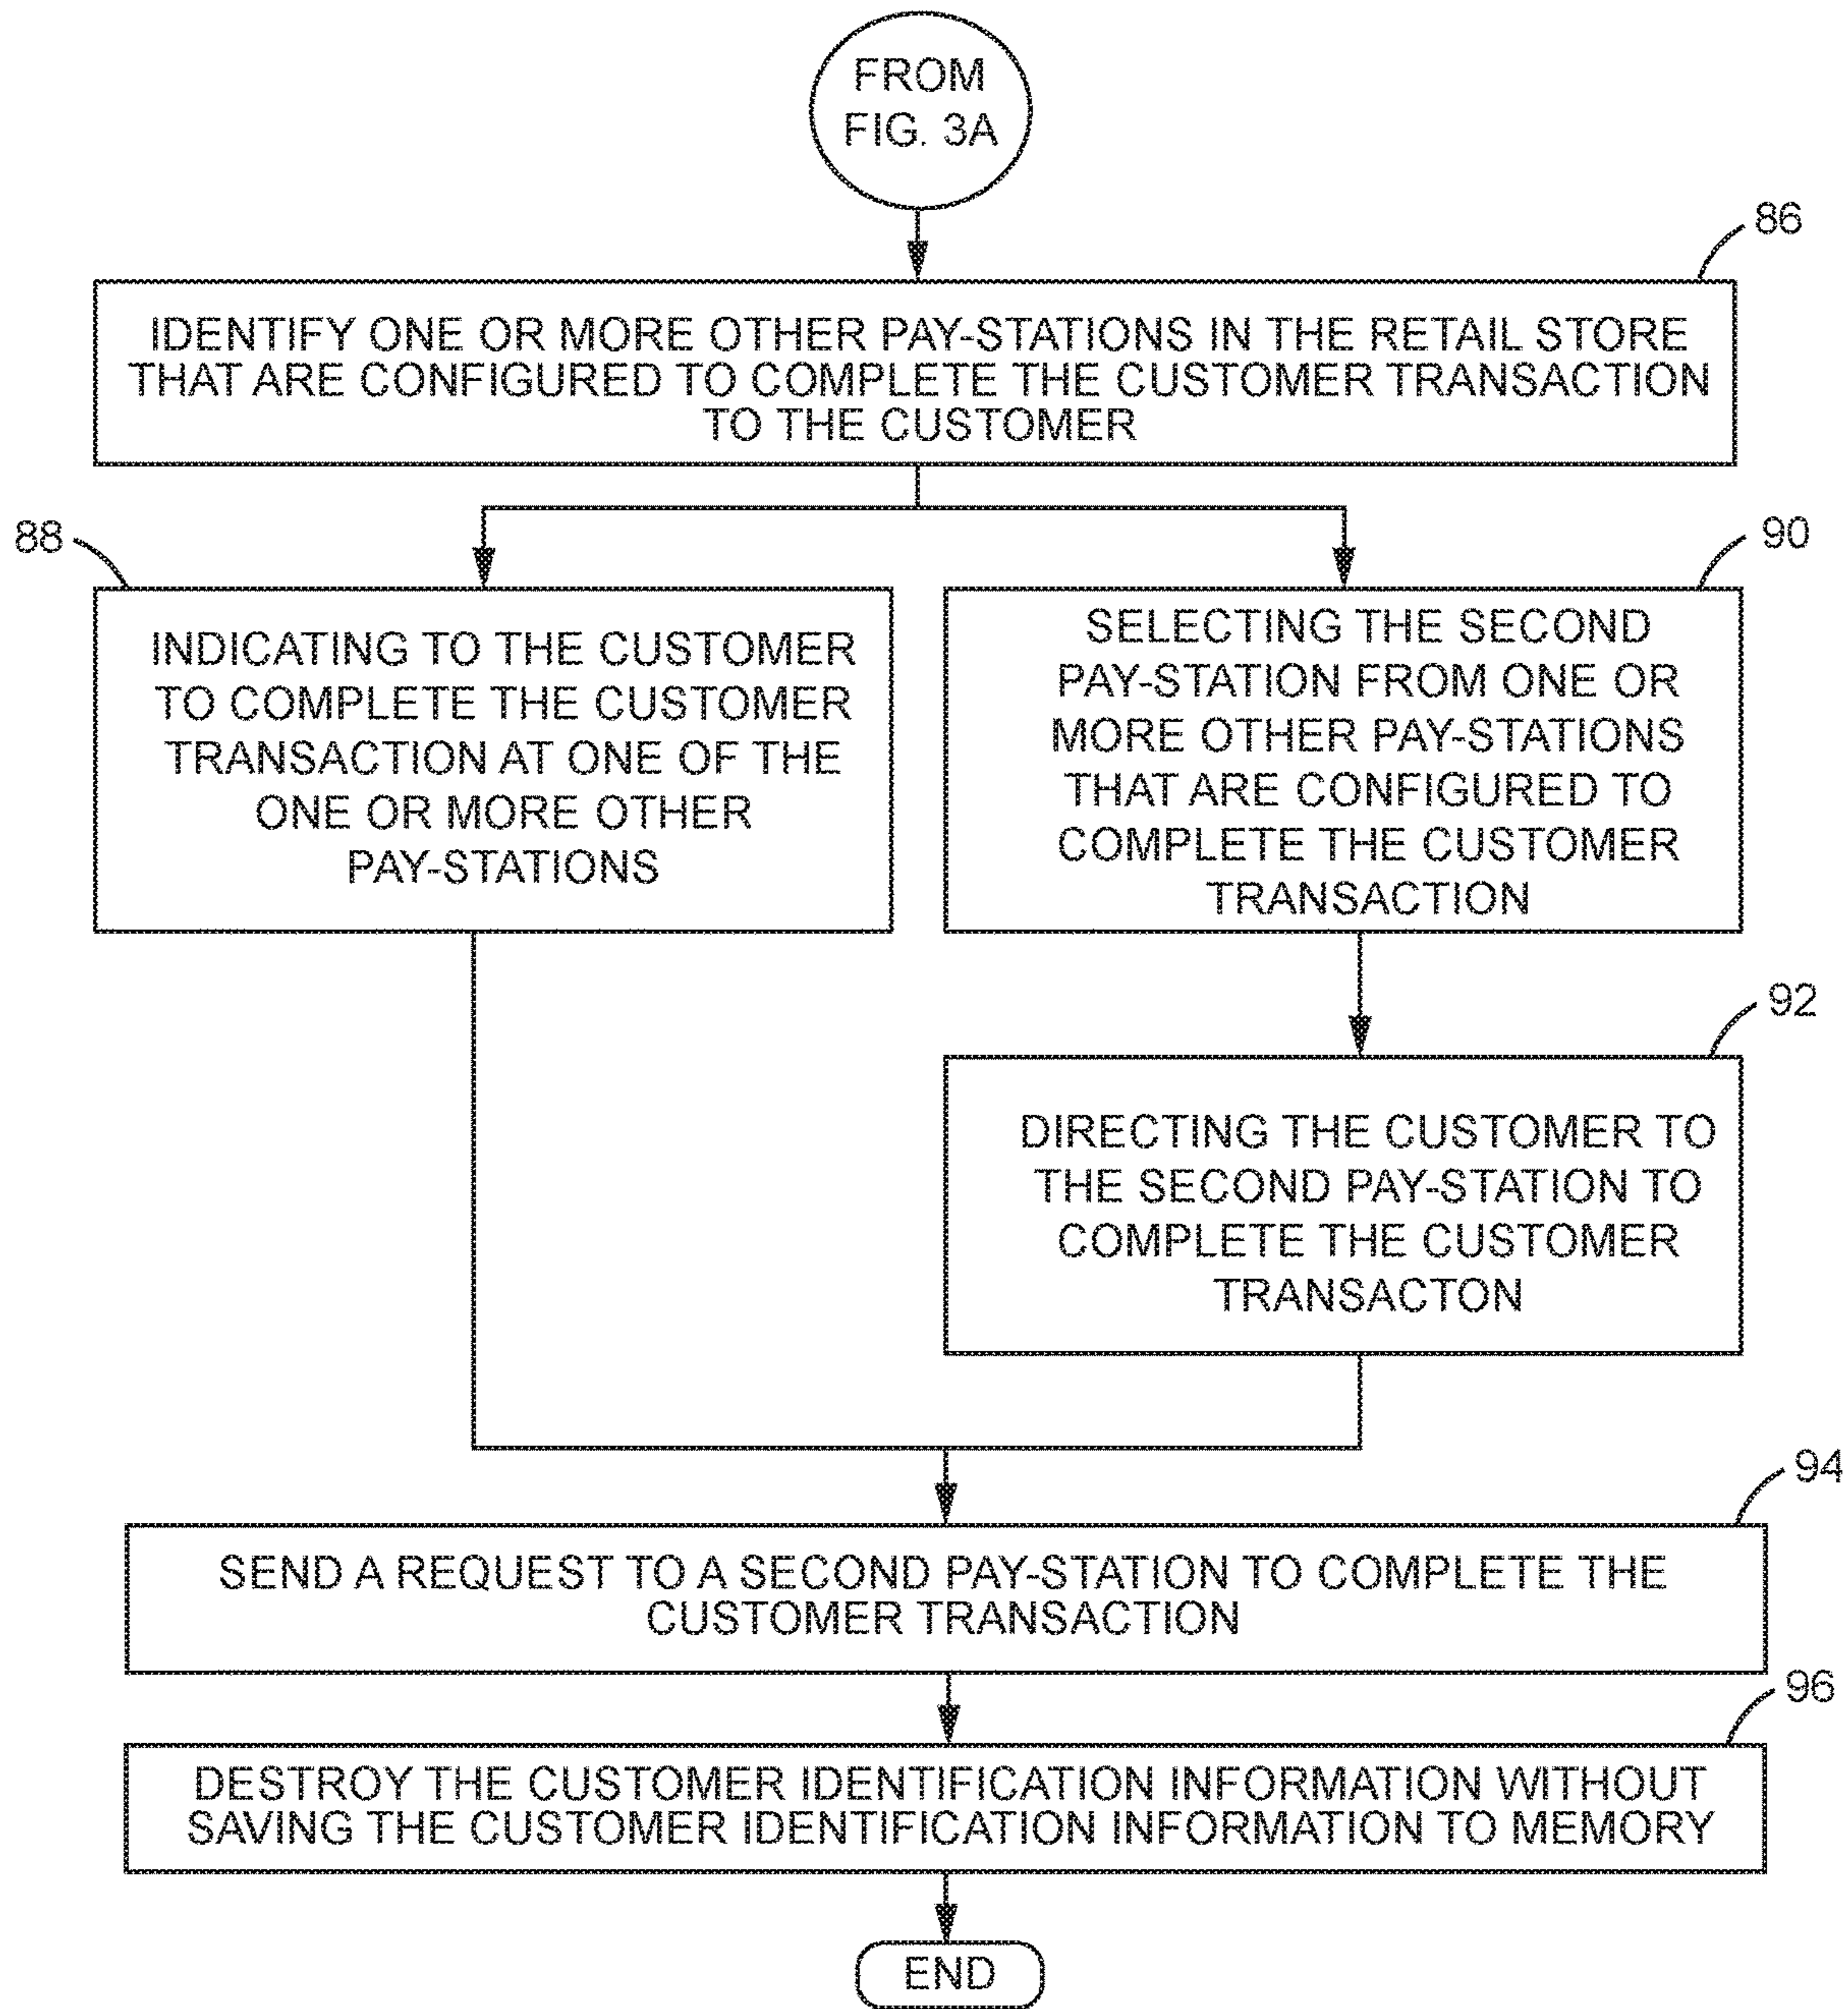 FROM
FIG. 3A
86
IDENTIFY ONE OR MORE OTHER PAY-STATIONS IN THE RETAIL STORE
THAT ARE CONFIGURED TO COMPLETE THE CUSTOMER TRANSACTION
TO THE CUSTOMER
88
INDICATING TO THE CUSTOMER
TO COMPLETE THE CUSTOMER
TRANSACTION AT ONE OF THE
ONE OR MORE OTHER
PAY-STATIONS
90
SELECTING THE SECOND
PAY-STATION FROM ONE OR
MORE OTHER PAY-STATIONS
THAT ARE CONFIGURED TO
COMPLETE THE CUSTOMER
TRANSACTION
92
DIRECTING THE CUSTOMER TO
THE SECOND PAY-STATION TO
COMPLETE THE CUSTOMER
TRANSACTON
94
SEND A REQUEST TO A SECOND PAY-STATION TO COMPLETE THE
CUSTOMER TRANSACTION
96
DESTROY THE CUSTOMER IDENTIFICATION INFORMATION WITHOUT
SAVING THE CUSTOMER IDENTIFICATION INFORMATION TO MEMORY
END